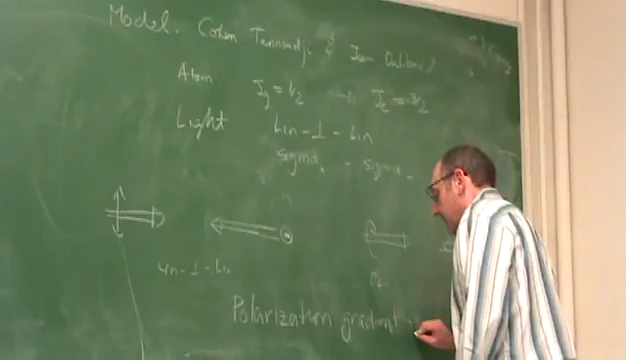 Model. Cohen Tannoudji & Jean Dalibard
Atom Jg = 1/2 ↔ Je = 3/2
Light Lin - ⊥ - Lin
sigma+ - sigma-
Lin - ⊥ - Lin
σ+
Polarization gradient